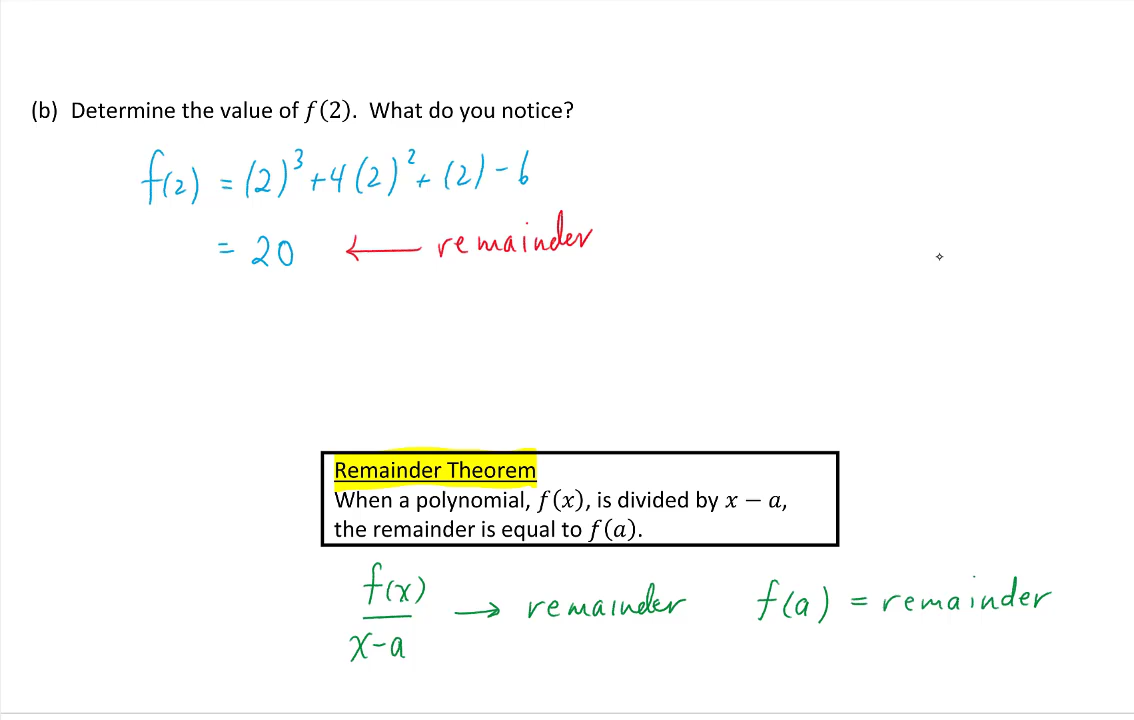 (b) Determine the value of f(2). What do you notice?
f(2) = (2)³ + 4(2)² + (2) - 6
= 20 ← remainder
Remainder Theorem
When a polynomial, f(x), is divided by x − a,
the remainder is equal to f(a).
f(x)/x-a → remainder f(a) = remainder